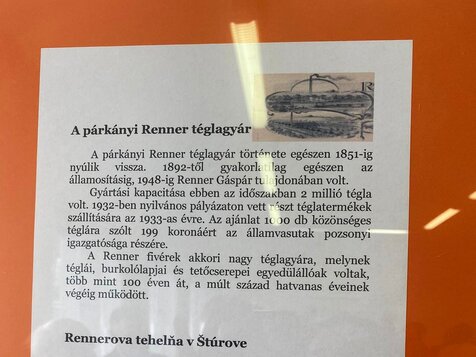 A párkányi Renner téglagyár
A párkányi Renner téglagyár története egészen 1851-ig
nyúlik vissza. 1892-től gyakorlatilag egészen az
államosításig, 1948-ig Renner Gáspár tulajdonában volt.
Gyártási kapacitása ebben az időszakban 2 millió tégla
volt. 1932-ben nyilvános pályázaton vett részt téglatermékek
szállítására az 1933-as évre. Az ajánlat 1000 db közönséges
téglára szólt 199 koronáért az államvasutak pozsonyi
igazgatósága részére.
A Renner fivérek akkori nagy téglagyára, melynek
téglái, burkolólapjai és tetőcserepei egyedülállóak voltak,
több mint 100 éven át, a múlt század hatvanas éveinek
végéig működött.
Rennerova tehelňa v Štúrove